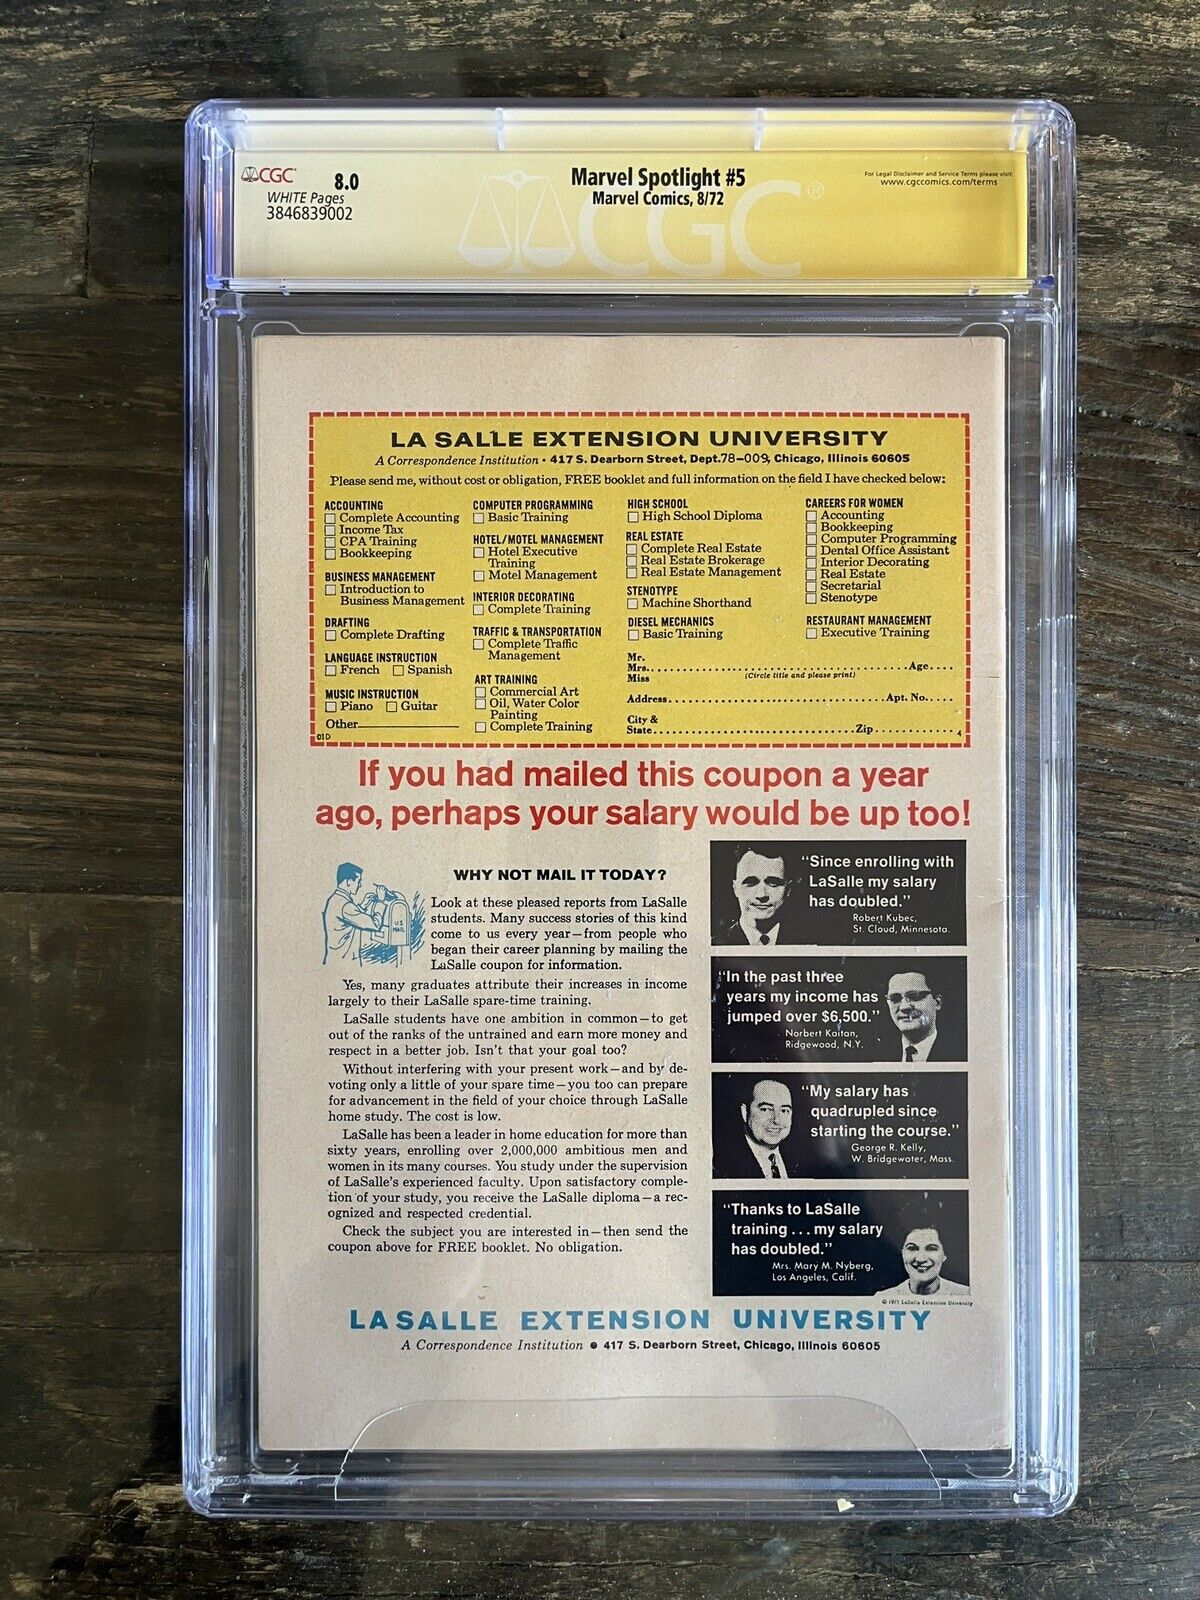 CGC 8.0
WHITE Pages
3846839002
Marvel Spotlight #5
Marvel Comics, 8/72
For Legal Disclaimer and Service Terms please visit:
www.cgccomics.com/terms
CGC®
LA SALLE EXTENSION UNIVERSITY
A Correspondence Institution • 417 S. Dearborn Street, Dept.78-009, Chicago, Illinois 60605
Please send me, without cost or obligation, FREE booklet and full information on the field I have checked below:
ACCOUNTING
Complete Accounting
Income Tax
CPA Training
Bookkeeping
BUSINESS MANAGEMENT
Introduction to
Business Management
DRAFTING
Complete Drafting
LANGUAGE INSTRUCTION
French Spanish
MUSIC INSTRUCTION
Piano Guitar
Other
01D
COMPUTER PROGRAMMING
Basic Training
HOTEL/MOTEL MANAGEMENT
Hotel Executive
Training
Motel Management
INTERIOR DECORATING
Complete Training
TRAFFIC & TRANSPORTATION
Complete Traffic
Management
ART TRAINING
Commercial Art
Oil, Water Color
Painting
Complete Training
HIGH SCHOOL
High School Diploma
REAL ESTATE
Complete Real Estate
Real Estate Brokerage
Real Estate Management
STENOTYPE
Machine Shorthand
DIESEL MECHANICS
Basic Training
CAREERS FOR WOMEN
Accounting
Bookkeeping
Computer Programming
Dental Office Assistant
Interior Decorating
Real Estate
Secretarial
Stenotype
RESTAURANT MANAGEMENT
Executive Training
Mr.
Mrs. Age
Miss (Circle title and please print)
Address Apt. No.
City &
State Zip 4
If you had mailed this coupon a year
ago, perhaps your salary would be up too!
WHY NOT MAIL IT TODAY?
U.S.
MAIL
Look at these pleased reports from LaSalle
students. Many success stories of this kind
come to us every year—from people who
began their career planning by mailing the
LaSalle coupon for information.
Yes, many graduates attribute their increases in income
largely to their LaSalle spare-time training.
LaSalle students have one ambition in common—to get
out of the ranks of the untrained and earn more money and
respect in a better job. Isn't that your goal too?
Without interfering with your present work—and by de-
voting only a little of your spare time—you too can prepare
for advancement in the field of your choice through LaSalle
home study. The cost is low.
LaSalle has been a leader in home education for more than
sixty years, enrolling over 2,000,000 ambitious men and
women in its many courses. You study under the supervision
of LaSalle's experienced faculty. Upon satisfactory comple-
tion of your study, you receive the LaSalle diploma—a rec-
ognized and respected credential.
Check the subject you are interested in—then send the
coupon above for FREE booklet. No obligation.
"Since enrolling with
LaSalle my salary
has doubled."
Robert Kubec,
St. Cloud, Minnesota.
"In the past three
years my income has
jumped over $6,500."
Norbert Kaitan,
Ridgewood, N.Y.
"My salary has
quadrupled since
starting the course."
George R. Kelly,
W. Bridgewater, Mass.
"Thanks to LaSalle
training...my salary
has doubled."
Mrs. Mary M. Nyberg,
Los Angeles, Calif.
© 1971 LaSalle Extension University
LA SALLE EXTENSION UNIVERSITY
A Correspondence Institution • 417 S. Dearborn Street, Chicago, Illinois 60605